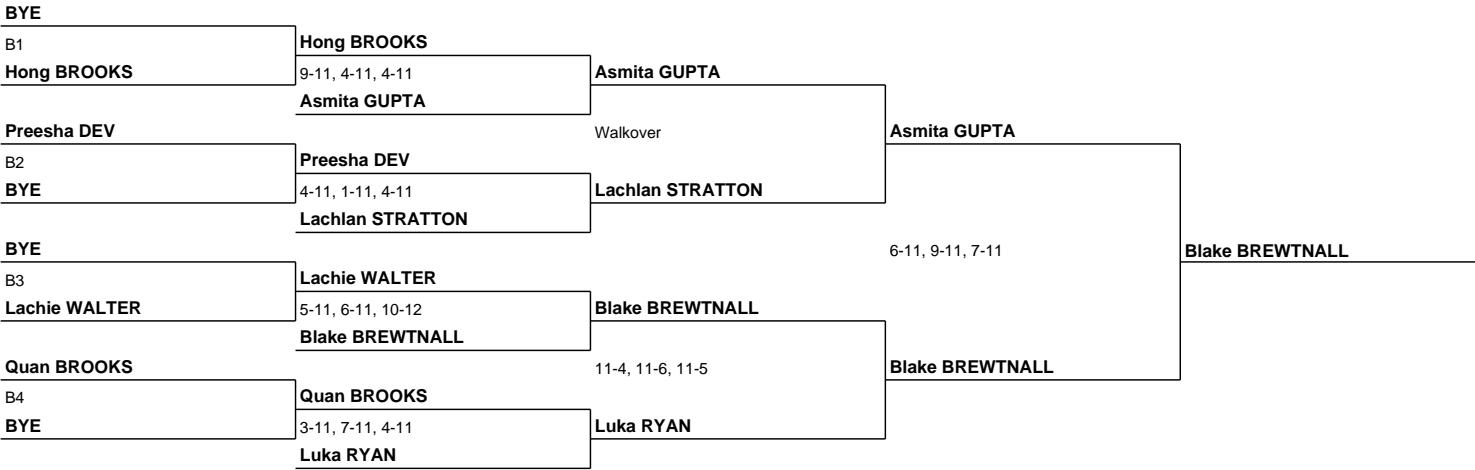 BYE
B1
Hong BROOKS
Hong BROOKS
9-11, 4-11, 4-11
Asmita GUPTA
Asmita GUPTA
Preesha DEV
B2
BYE
Preesha DEV
4-11, 1-11, 4-11
Lachlan STRATTON
Walkover
Lachlan STRATTON
Asmita GUPTA
BYE
B3
Lachie WALTER
Lachie WALTER
5-11, 6-11, 10-12
Blake BREWTNALL
Blake BREWTNALL
Quan BROOKS
B4
BYE
Quan BROOKS
3-11, 7-11, 4-11
Luka RYAN
11-4, 11-6, 11-5
Luka RYAN
Blake BREWTNALL
6-11, 9-11, 7-11
Blake BREWTNALL